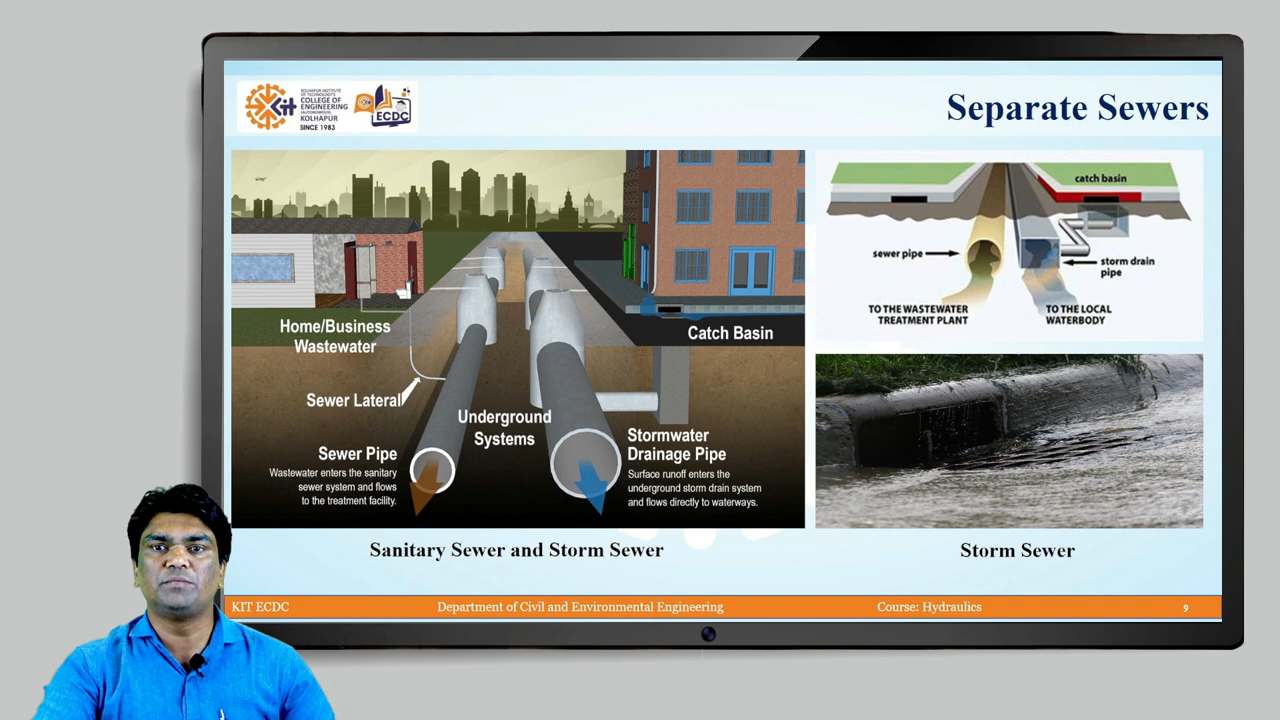 KIT
KOLHAPUR INSTITUTE
OF TECHNOLOGY'S
COLLEGE OF
ENGINEERING
(AUTONOMOUS),
KOLHAPUR
SINCE 1983
ECDC
Separate Sewers
Home/Business
Wastewater
Sewer Lateral
Sewer Pipe
Wastewater enters the sanitary
sewer system and flows
to the treatment facility.
Underground
Systems
Catch Basin
Stormwater
Drainage Pipe
Surface runoff enters the
underground storm drain system
and flows directly to waterways.
catch basin
sewer pipe
storm drain
pipe
TO THE WASTEWATER
TREATMENT PLANT
TO THE LOCAL
WATERBODY
Sanitary Sewer and Storm Sewer
Storm Sewer
KIT ECDC
Department of Civil and Environmental Engineering
Course: Hydraulics
9